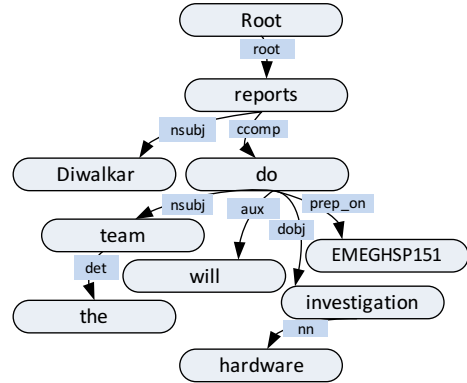 Root
root
reports
nsubj
ccomp
Diwalkar
do
nsubj
aux
prep_on
team
dobj
EMEGHSP151
det
will
the
investigation
nn
hardware